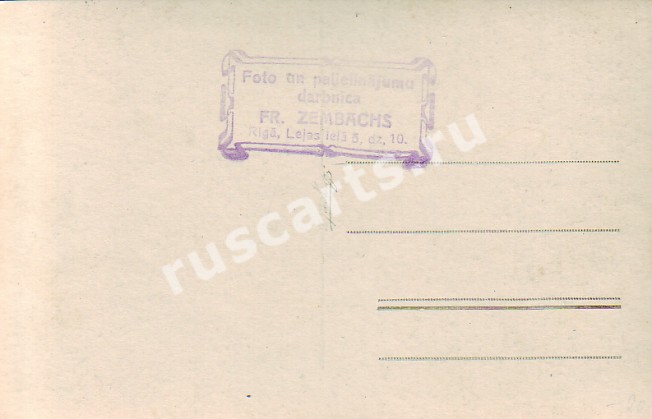 Foto un palielinājumu
darbnica
FR. ZEMBACHS
Rīgā, Lejas ielā 5, dz. 10.
ruscarts.ru